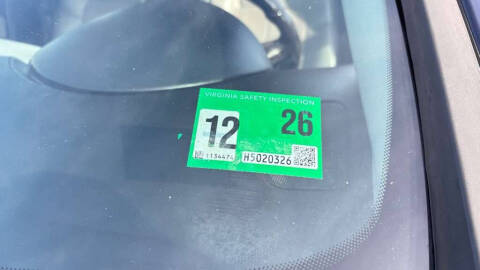 VIRGINIA SAFETY INSPECTION
12 26
1134474 H5020326